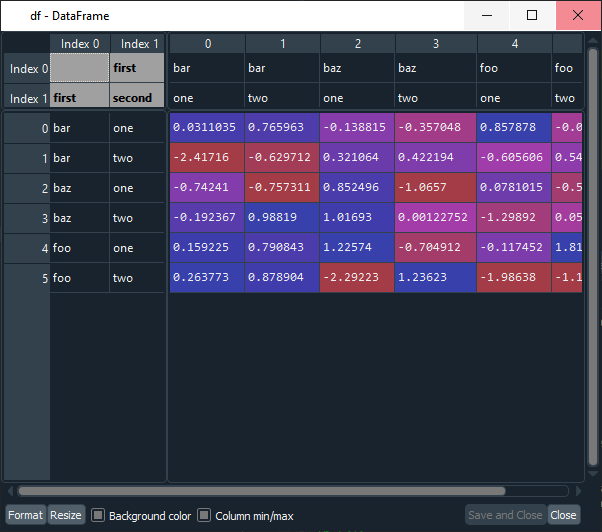 df - DataFrame
Index 0 Index 1 0 1 2 3 4
Index 0 first bar bar baz baz foo foo
Index 1 first second one two one two one two
0 bar one 0.0311035 0.765963 -0.138815 -0.357048 0.857878 -0.0
1 bar two -2.41716 -0.629712 0.321064 0.422194 -0.605606 0.54
2 baz one -0.74241 -0.757311 0.852496 -1.0657 0.0781015 -0.5
3 baz two -0.192367 0.98819 1.01693 0.00122752 -1.29892 0.05
4 foo one 0.159225 0.790843 1.22574 -0.704912 -0.117452 1.81
5 foo two 0.263773 0.878904 -2.29223 1.23623 -1.98638 -1.1
Format Resize Background color Column min/max Save and Close Close